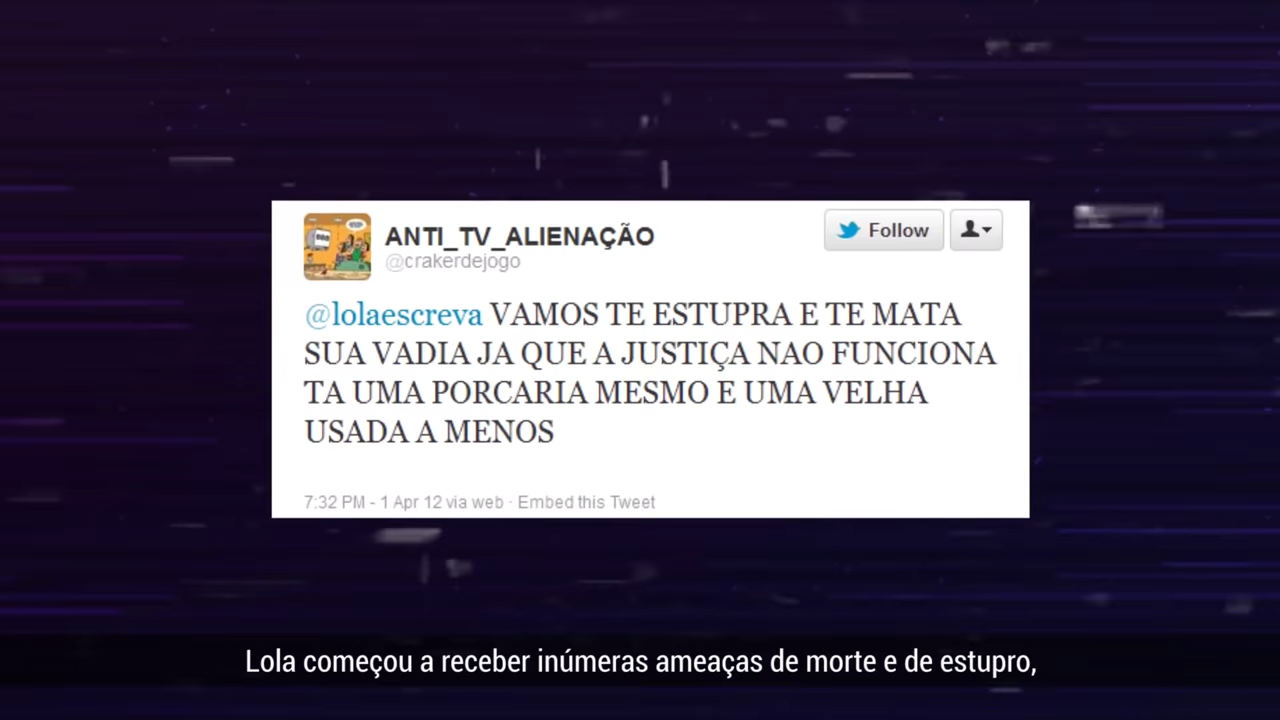 ANTI_TV_ALIENAÇÃO
@crakerdejogo
Follow
@lolaescreva VAMOS TE ESTUPRA E TE MATA
SUA VADIA JA QUE A JUSTIÇA NAO FUNCIONA
TA UMA PORCARIA MESMO E UMA VELHA
USADA A MENOS
7:32 PM - 1 Apr 12 via web · Embed this Tweet
Lola começou a receber inúmeras ameaças de morte e de estupro,